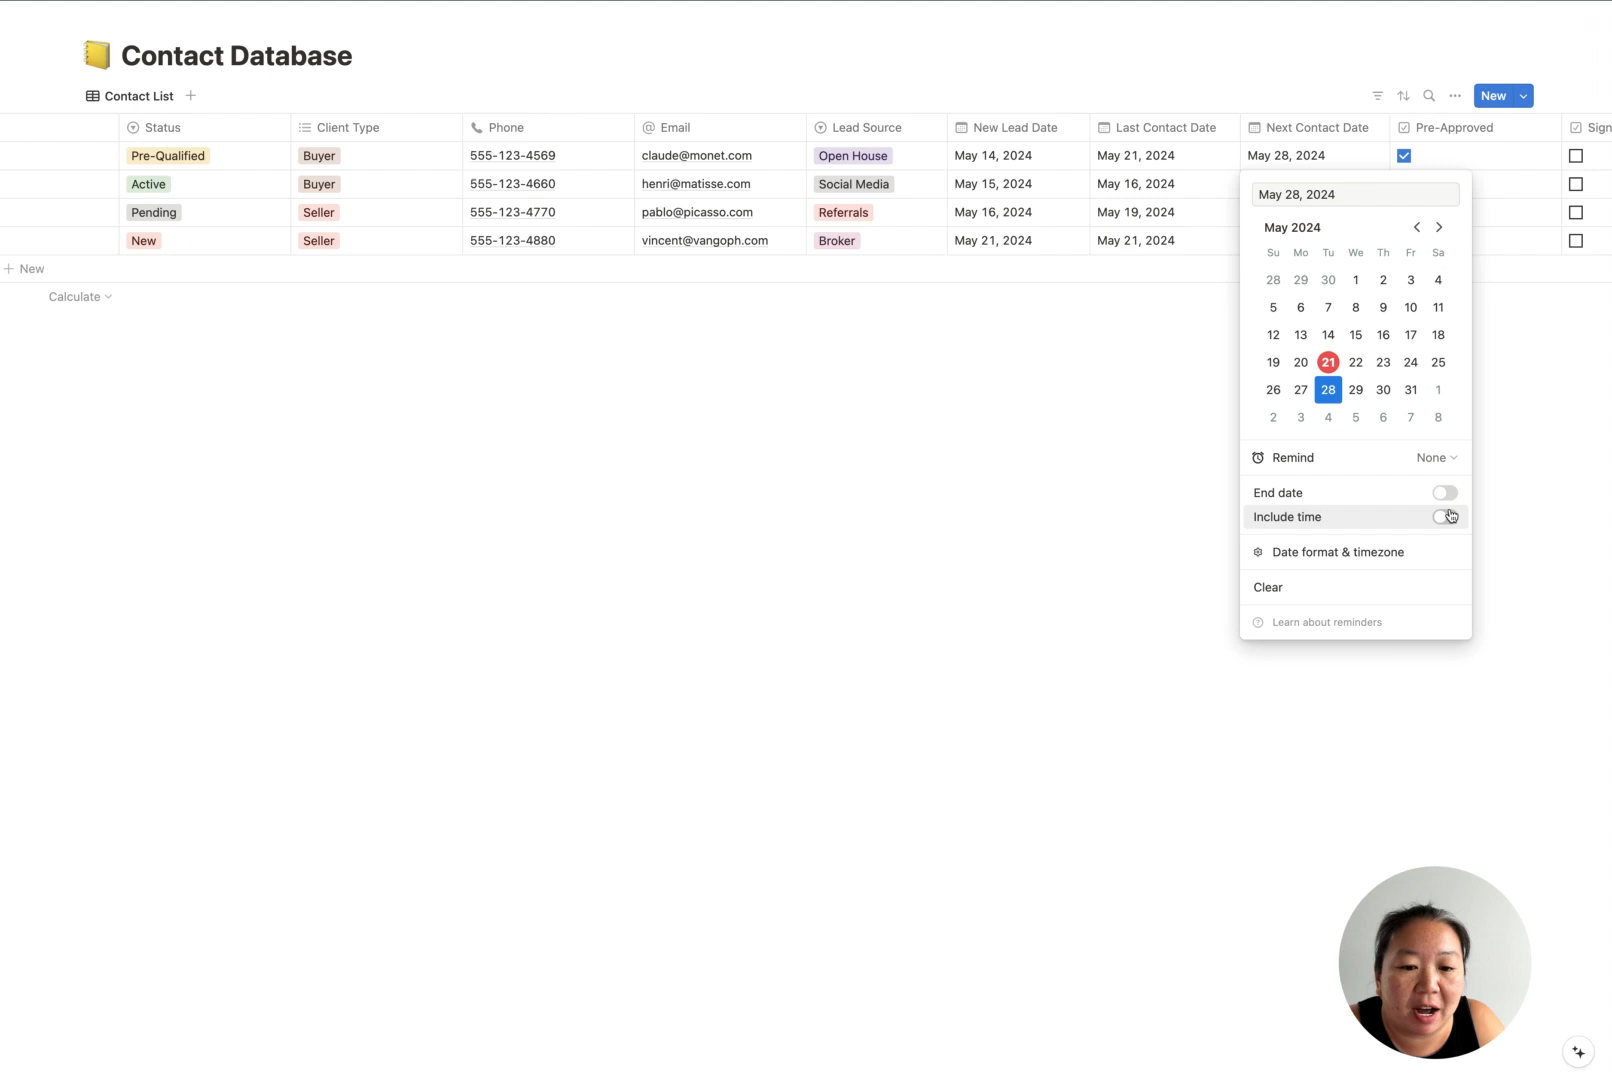 Contact Database
Contact List
New
Status Client Type Phone Email Lead Source New Lead Date Last Contact Date Next Contact Date Pre-Approved Sign
Pre-Qualified Buyer 555-123-4569 claude@monet.com Open House May 14, 2024 May 21, 2024 May 28, 2024
Active Buyer 555-123-4660 henri@matisse.com Social Media May 15, 2024 May 16, 2024
Pending Seller 555-123-4770 pablo@picasso.com Referrals May 16, 2024 May 19, 2024
New Seller 555-123-4880 vincent@vangoph.com Broker May 21, 2024 May 21, 2024
+ New
Calculate
May 28, 2024
May 2024
Su Mo Tu We Th Fr Sa
28 29 30 1 2 3 4
5 6 7 8 9 10 11
12 13 14 15 16 17 18
19 20 21 22 23 24 25
26 27 28 29 30 31 1
2 3 4 5 6 7 8
Remind None
End date
Include time
Date format & timezone
Clear
Learn about reminders